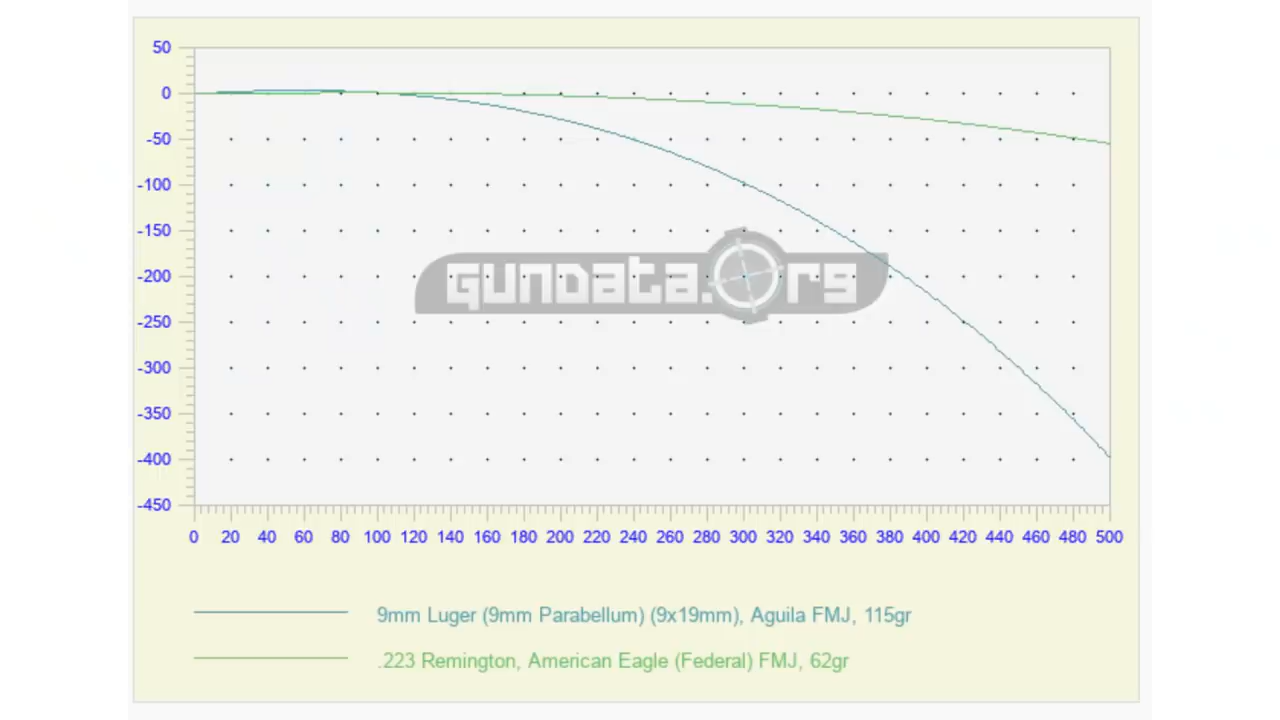 50
0
-50
-100
-150
-200
-250
-300
-350
-400
-450
0 20 40 60 80 100 120 140 160 180 200 220 240 260 280 300 320 340 360 380 400 420 440 460 480 500
gundata.org
9mm Luger (9mm Parabellum) (9x19mm), Aguila FMJ, 115gr
.223 Remington, American Eagle (Federal) FMJ, 62gr